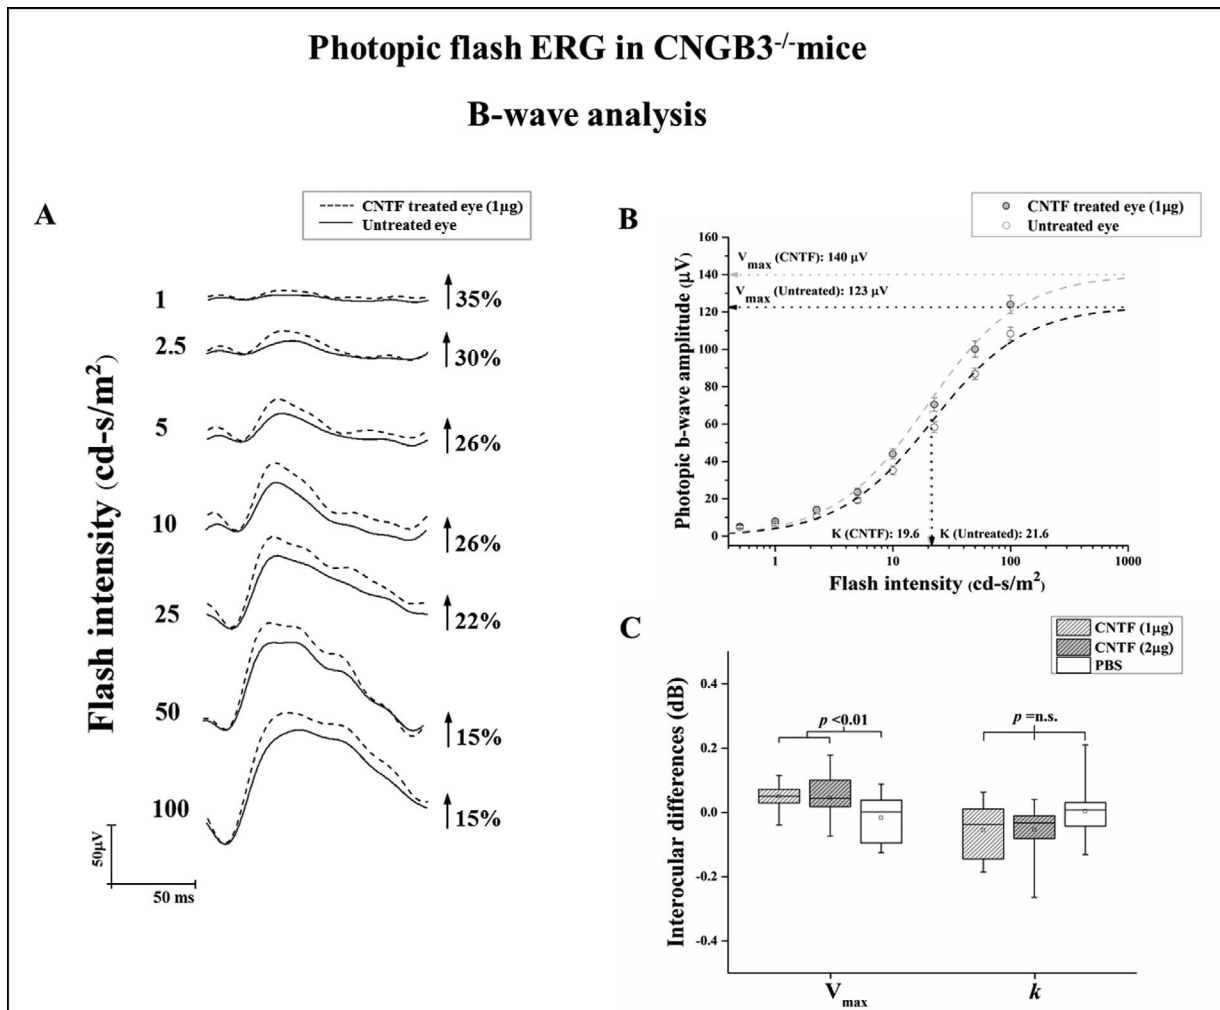 Photopic flash ERG in CNGB3-/-mice
B-wave analysis
A
CNTF treated eye (1µg)
Untreated eye
Flash intensity (cd-s/m2)
1
35%
2.5
30%
5
26%
10
26%
25
22%
50
15%
100
15%
50µV
50 ms
B
CNTF treated eye (1µg)
Untreated eye
Photopic b-wave amplitude (µV)
160
140
120
100
80
60
40
20
0
Vmax (CNTF): 140 µV
Vmax (Untreated): 123 µV
K (CNTF): 19.6
K (Untreated): 21.6
1
10
100
1000
Flash intensity (cd-s/m2)
C
CNTF (1µg)
CNTF (2µg)
PBS
Interocular differences (dB)
0.4
0.2
0.0
-0.2
-0.4
p <0.01
p =n.s.
Vmax
k